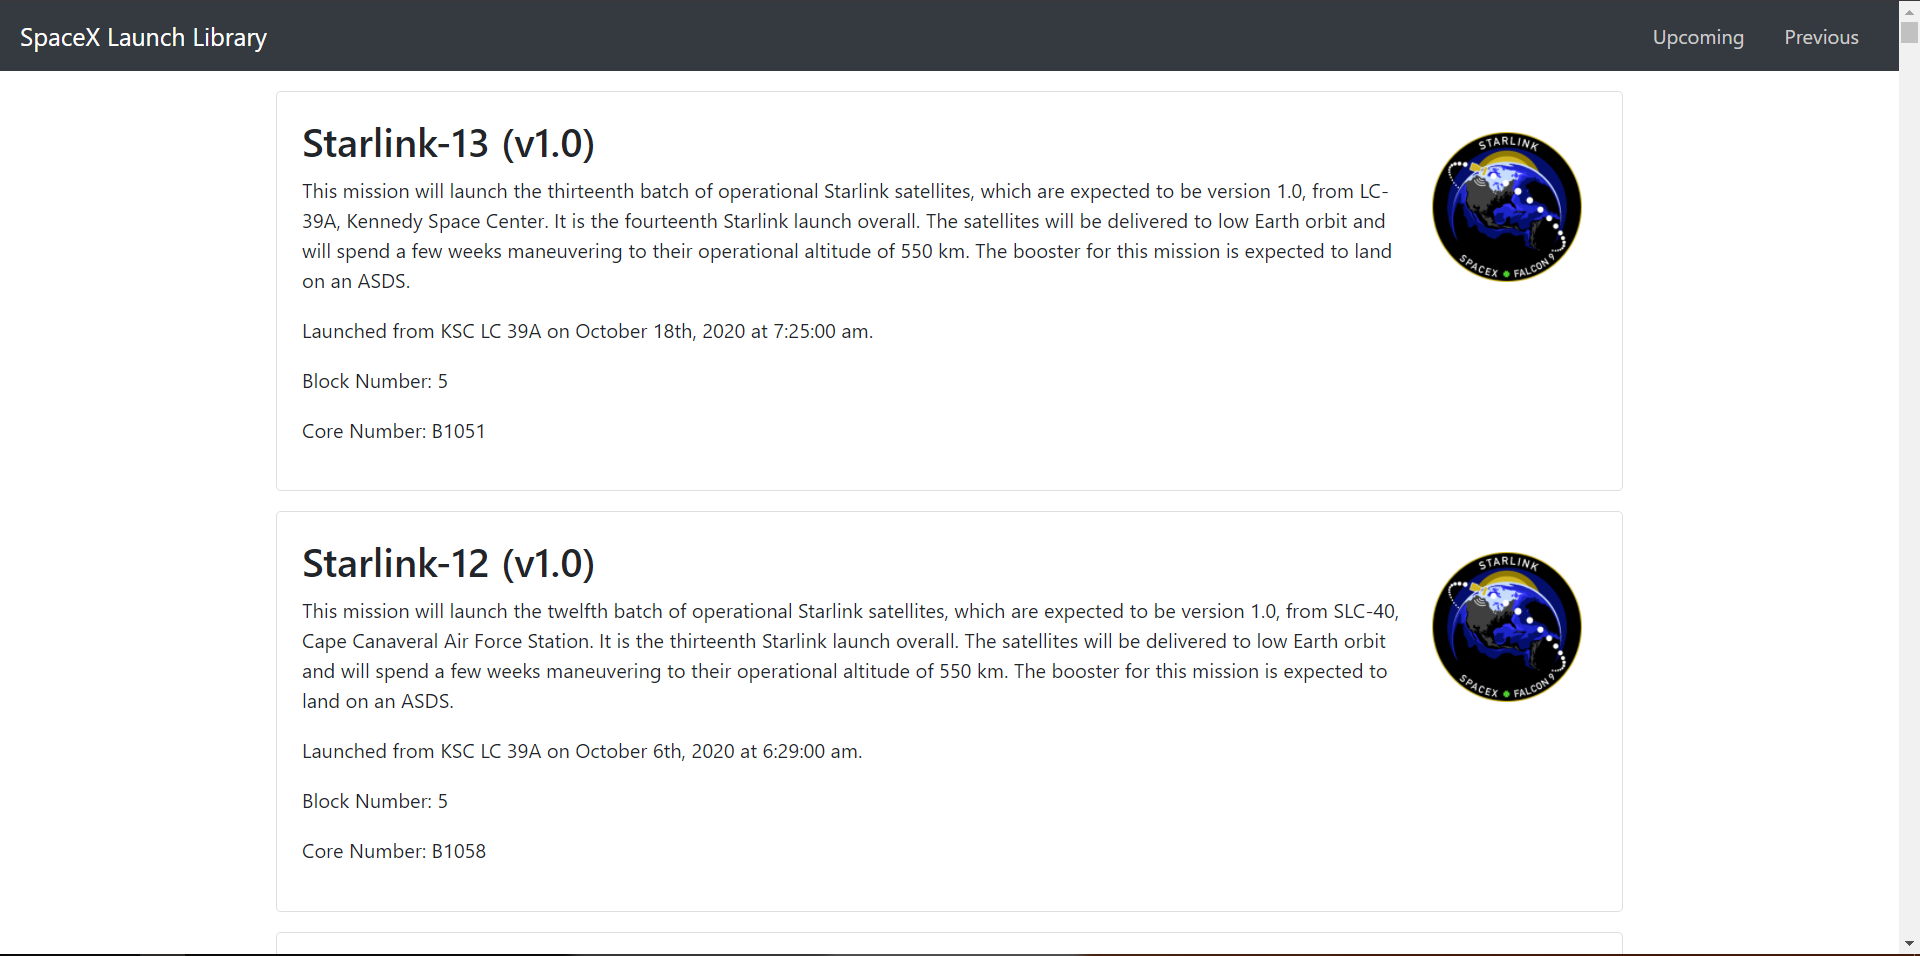 SpaceX Launch Library
Upcoming
Previous
Starlink-13 (v1.0)
This mission will launch the thirteenth batch of operational Starlink satellites, which are expected to be version 1.0, from LC-
39A, Kennedy Space Center. It is the fourteenth Starlink launch overall. The satellites will be delivered to low Earth orbit and
will spend a few weeks maneuvering to their operational altitude of 550 km. The booster for this mission is expected to land
on an ASDS.
Launched from KSC LC 39A on October 18th, 2020 at 7:25:00 am.
Block Number: 5
Core Number: B1051
STARLINK
SPACEX FALCON 9
Starlink-12 (v1.0)
This mission will launch the twelfth batch of operational Starlink satellites, which are expected to be version 1.0, from SLC-40,
Cape Canaveral Air Force Station. It is the thirteenth Starlink launch overall. The satellites will be delivered to low Earth orbit
and will spend a few weeks maneuvering to their operational altitude of 550 km. The booster for this mission is expected to
land on an ASDS.
Launched from KSC LC 39A on October 6th, 2020 at 6:29:00 am.
Block Number: 5
Core Number: B1058
STARLINK
SPACEX FALCON 9